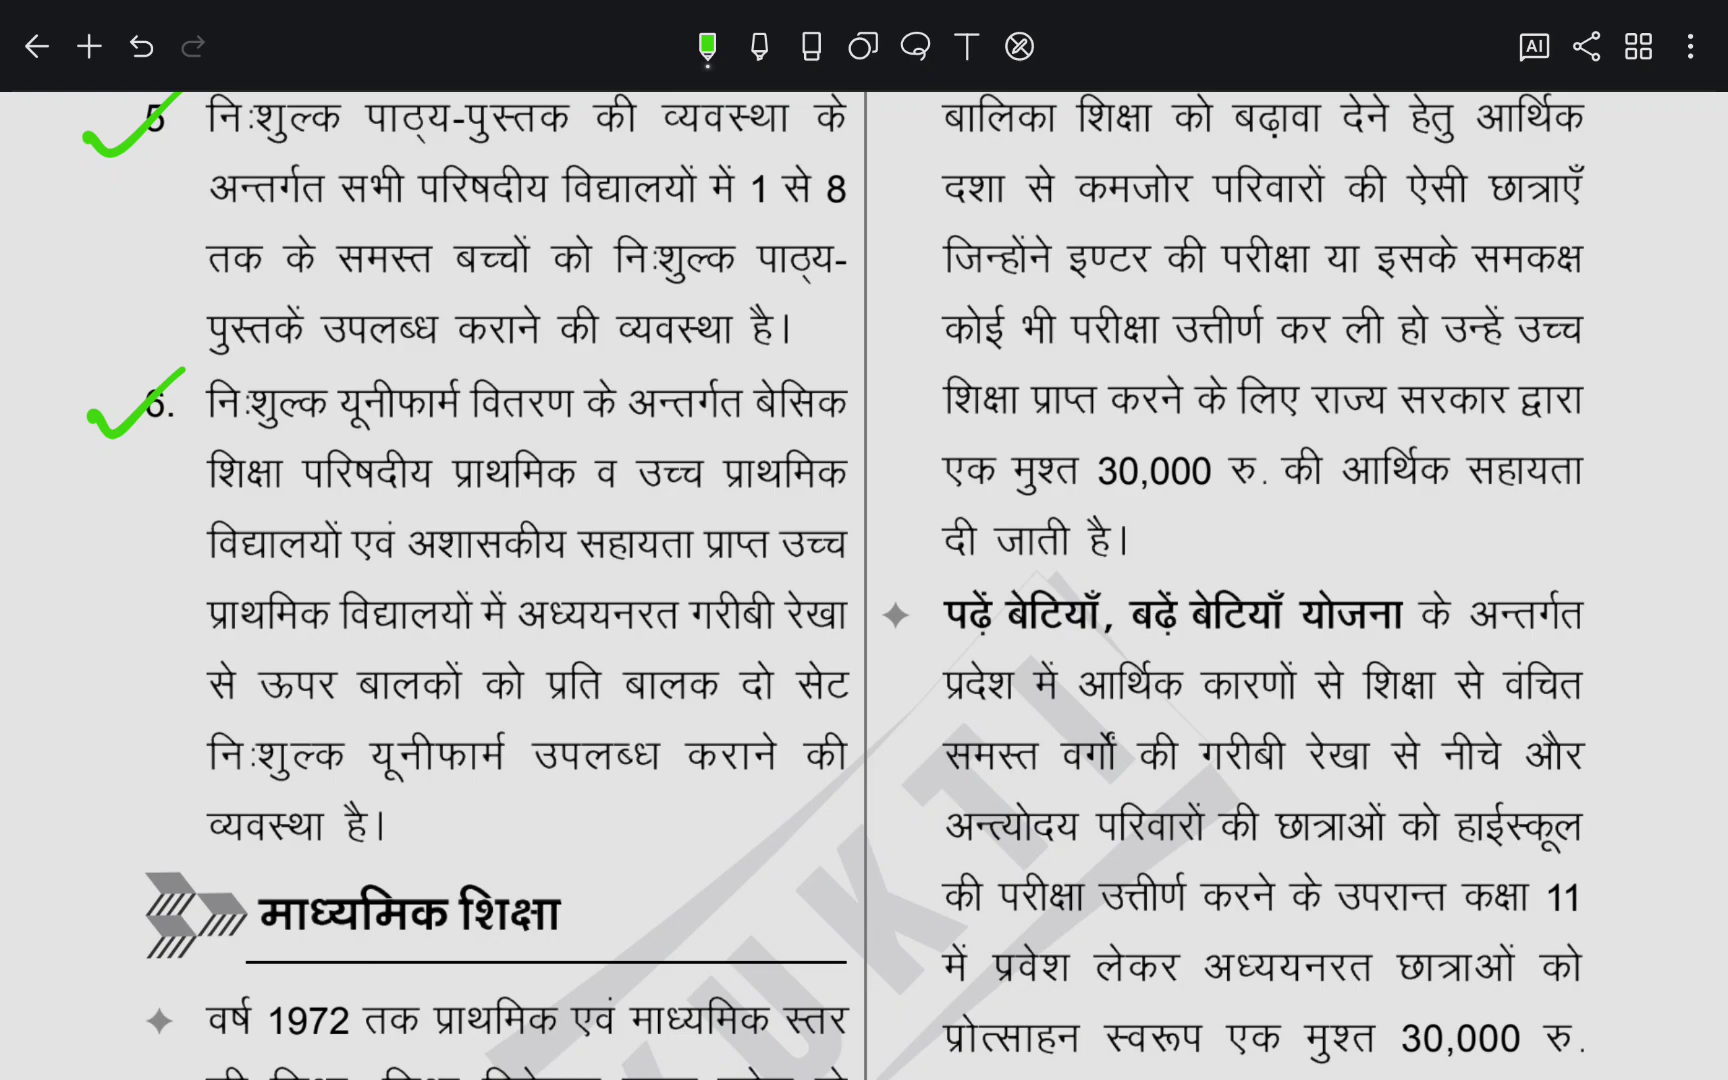 AI
5
निःशुल्क पाठ्य-पुस्तक की व्यवस्था के
अन्तर्गत सभी परिषदीय विद्यालयों में 1 से 8
तक के समस्त बच्चों को निःशुल्क पाठ्य-
पुस्तकें उपलब्ध कराने की व्यवस्था है।
6. निःशुल्क यूनीफार्म वितरण के अन्तर्गत बेसिक
शिक्षा परिषदीय प्राथमिक व उच्च प्राथमिक
विद्यालयों एवं अशासकीय सहायता प्राप्त उच्च
प्राथमिक विद्यालयों में अध्ययनरत गरीबी रेखा
से ऊपर बालकों को प्रति बालक दो सेट
निःशुल्क यूनीफार्म उपलब्ध कराने की
व्यवस्था है।
माध्यमिक शिक्षा
वर्ष 1972 तक प्राथमिक एवं माध्यमिक स्तर
बालिका शिक्षा को बढ़ावा देने हेतु आर्थिक
दशा से कमजोर परिवारों की ऐसी छात्राएँ
जिन्होंने इण्टर की परीक्षा या इसके समकक्ष
कोई भी परीक्षा उत्तीर्ण कर ली हो उन्हें उच्च
शिक्षा प्राप्त करने के लिए राज्य सरकार द्वारा
एक मुश्त 30,000 रु. की आर्थिक सहायता
दी जाती है।
पढ़ें बेटियाँ, बढ़ें बेटियाँ योजना के अन्तर्गत
प्रदेश में आर्थिक कारणों से शिक्षा से वंचित
समस्त वर्गों की गरीबी रेखा से नीचे और
अन्त्योदय परिवारों की छात्राओं को हाईस्कूल
की परीक्षा उत्तीर्ण करने के उपरान्त कक्षा 11
में प्रवेश लेकर अध्ययनरत छात्राओं को
प्रोत्साहन स्वरूप एक मुश्त 30,000 रु.